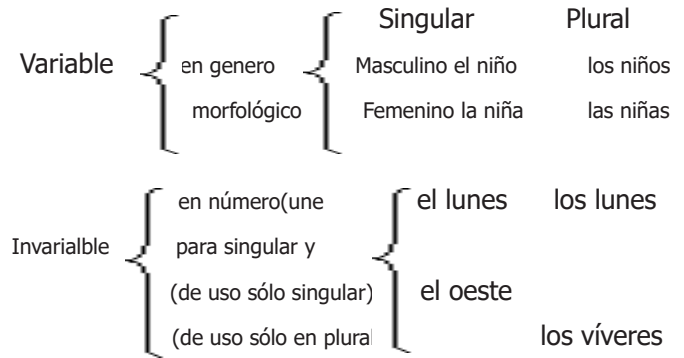 Singular Plural
Variable en genero Masculino el niño los niños
morfológico Femenino la niña las niñas
en número(une el lunes los lunes
Invarialble para singular y
(de uso sólo singular) el oeste
(de uso sólo en plural
los víveres